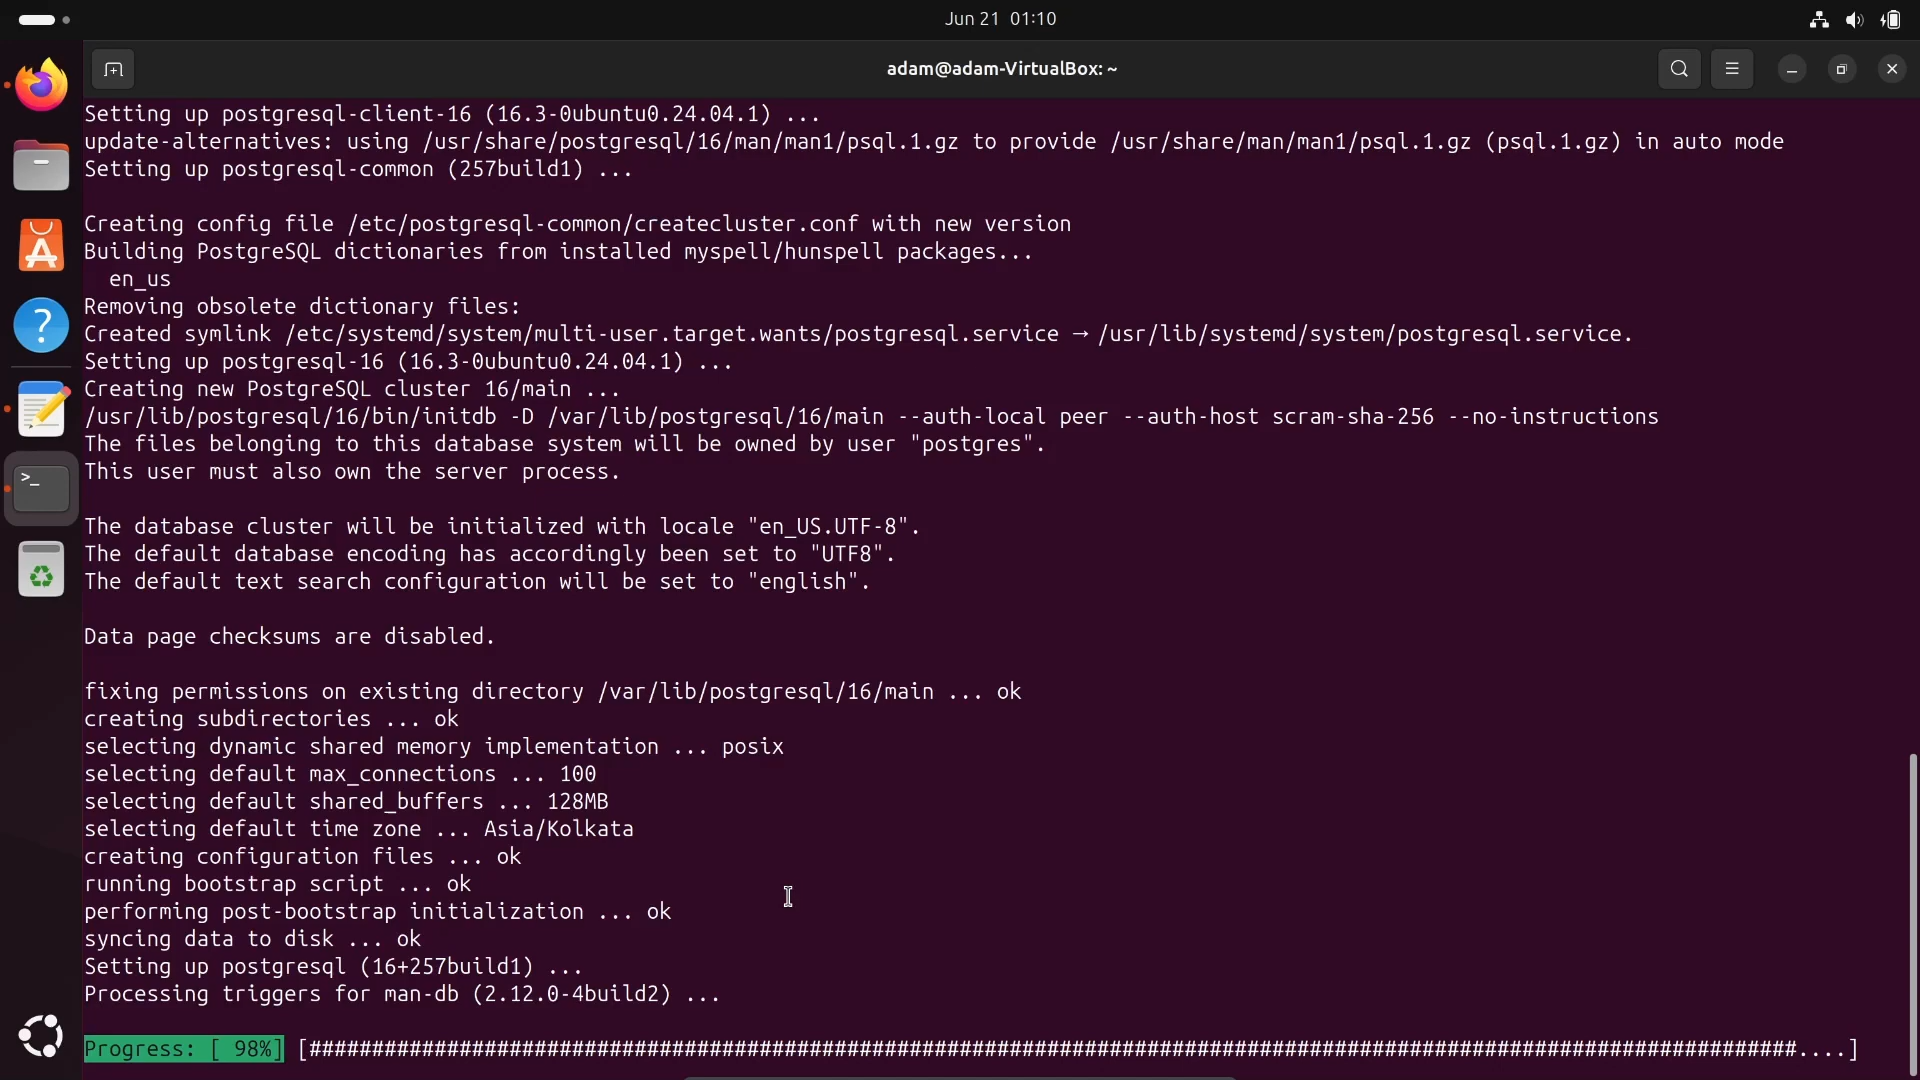 Jun 21 01:10
adam@adam-VirtualBox: ~
Setting up postgresql-client-16 (16.3-0ubuntu0.24.04.1) ...
update-alternatives: using /usr/share/postgresql/16/man/man1/psql.1.gz to provide /usr/share/man/man1/psql.1.gz (psql.1.gz) in auto mode
Setting up postgresql-common (257build1) ...
Creating config file /etc/postgresql-common/createcluster.conf with new version
Building PostgreSQL dictionaries from installed myspell/hunspell packages...
en_us
Removing obsolete dictionary files:
Created symlink /etc/systemd/system/multi-user.target.wants/postgresql.service → /usr/lib/systemd/system/postgresql.service.
Setting up postgresql-16 (16.3-0ubuntu0.24.04.1) ...
Creating new PostgreSQL cluster 16/main ...
/usr/lib/postgresql/16/bin/initdb -D /var/lib/postgresql/16/main --auth-local peer --auth-host scram-sha-256 --no-instructions
The files belonging to this database system will be owned by user "postgres".
This user must also own the server process.
The database cluster will be initialized with locale "en_US.UTF-8".
The default database encoding has accordingly been set to "UTF8".
The default text search configuration will be set to "english".
Data page checksums are disabled.
fixing permissions on existing directory /var/lib/postgresql/16/main ... ok
creating subdirectories ... ok
selecting dynamic shared memory implementation ... posix
selecting default max_connections ... 100
selecting default shared_buffers ... 128MB
selecting default time zone ... Asia/Kolkata
creating configuration files ... ok
running bootstrap script ... ok
performing post-bootstrap initialization ... ok
syncing data to disk ... ok
Setting up postgresql (16+257build1) ...
Processing triggers for man-db (2.12.0-4build2) ...
Progress: [ 98%] [#######################################################################################################################....]